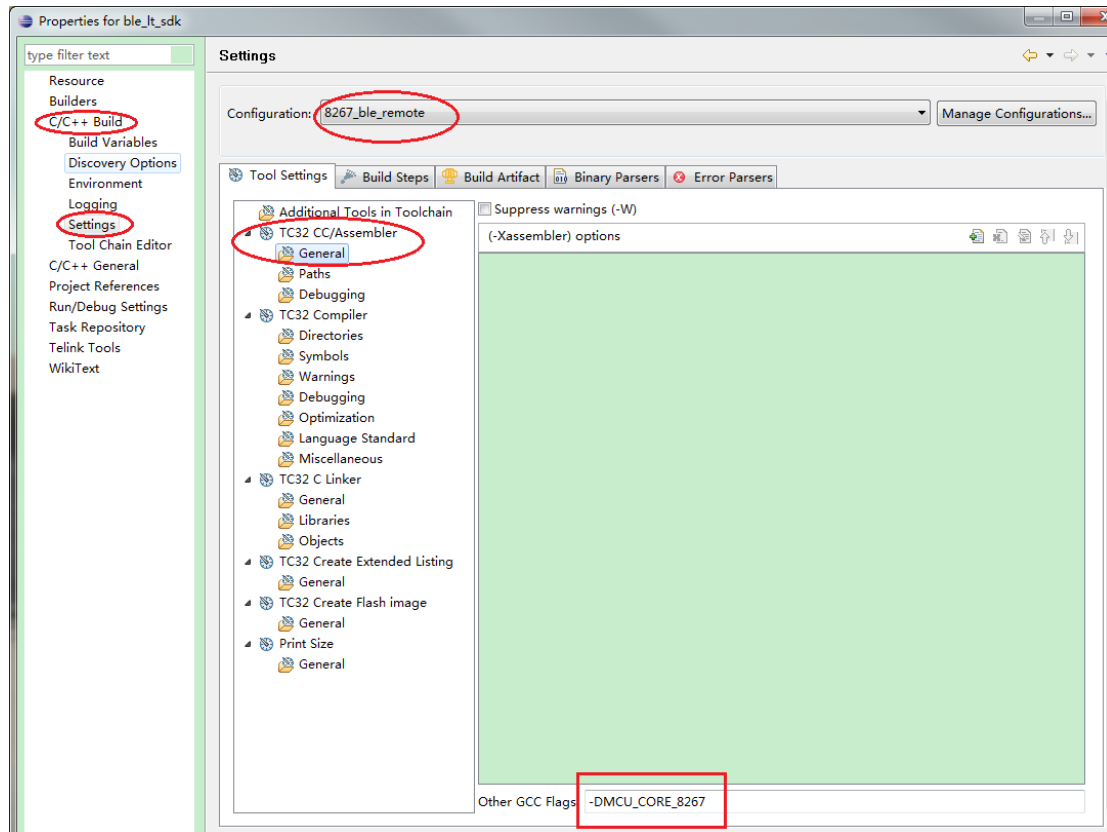 Properties for ble_lt_sdk
type filter text
Settings
Resource
Builders
C/C++ Build
Build Variables
Discovery Options
Environment
Logging
Settings
Tool Chain Editor
C/C++ General
Project References
Run/Debug Settings
Task Repository
Telink Tools
WikiText
Configuration: 8267_ble_remote
Manage Configurations...
Tool Settings
Build Steps
Build Artifact
Binary Parsers
Error Parsers
Additional Tools in Toolchain
TC32 CC/Assembler
General
Paths
Debugging
TC32 Compiler
Directories
Symbols
Warnings
Debugging
Optimization
Language Standard
Miscellaneous
TC32 C Linker
General
Libraries
Objects
TC32 Create Extended Listing
General
TC32 Create Flash image
General
Print Size
General
Suppress warnings (-W)
(-Xassembler) options
Other GCC Flags -DMCU_CORE_8267